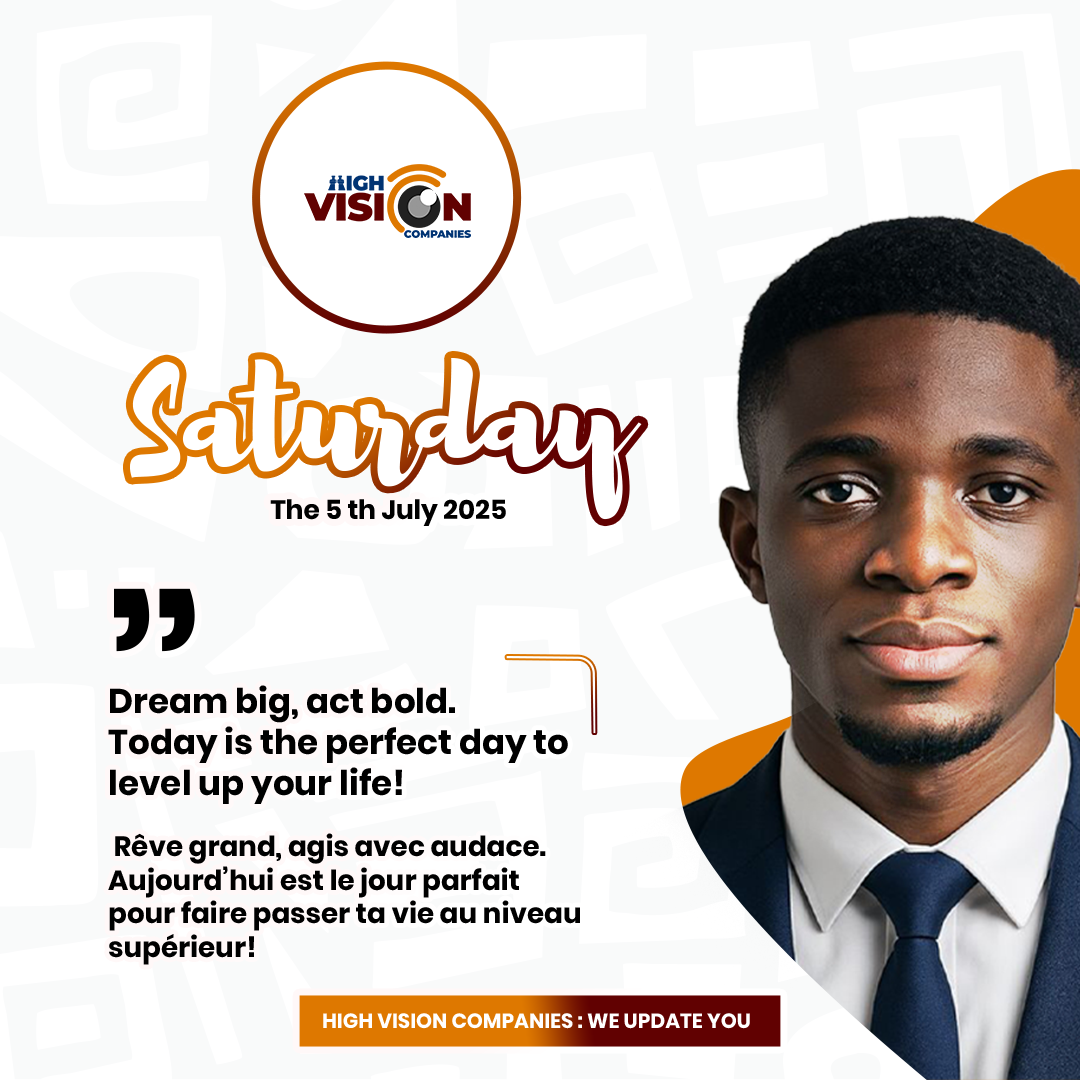 HIGH
VISION
COMPANIES
Saturday
The 5 th July 2025
”
Dream big, act bold.
Today is the perfect day to
level up your life!
Rêve grand, agis avec audace.
Aujourd’hui est le jour parfait
pour faire passer ta vie au niveau
supérieur!
HIGH VISION COMPANIES : WE UPDATE YOU